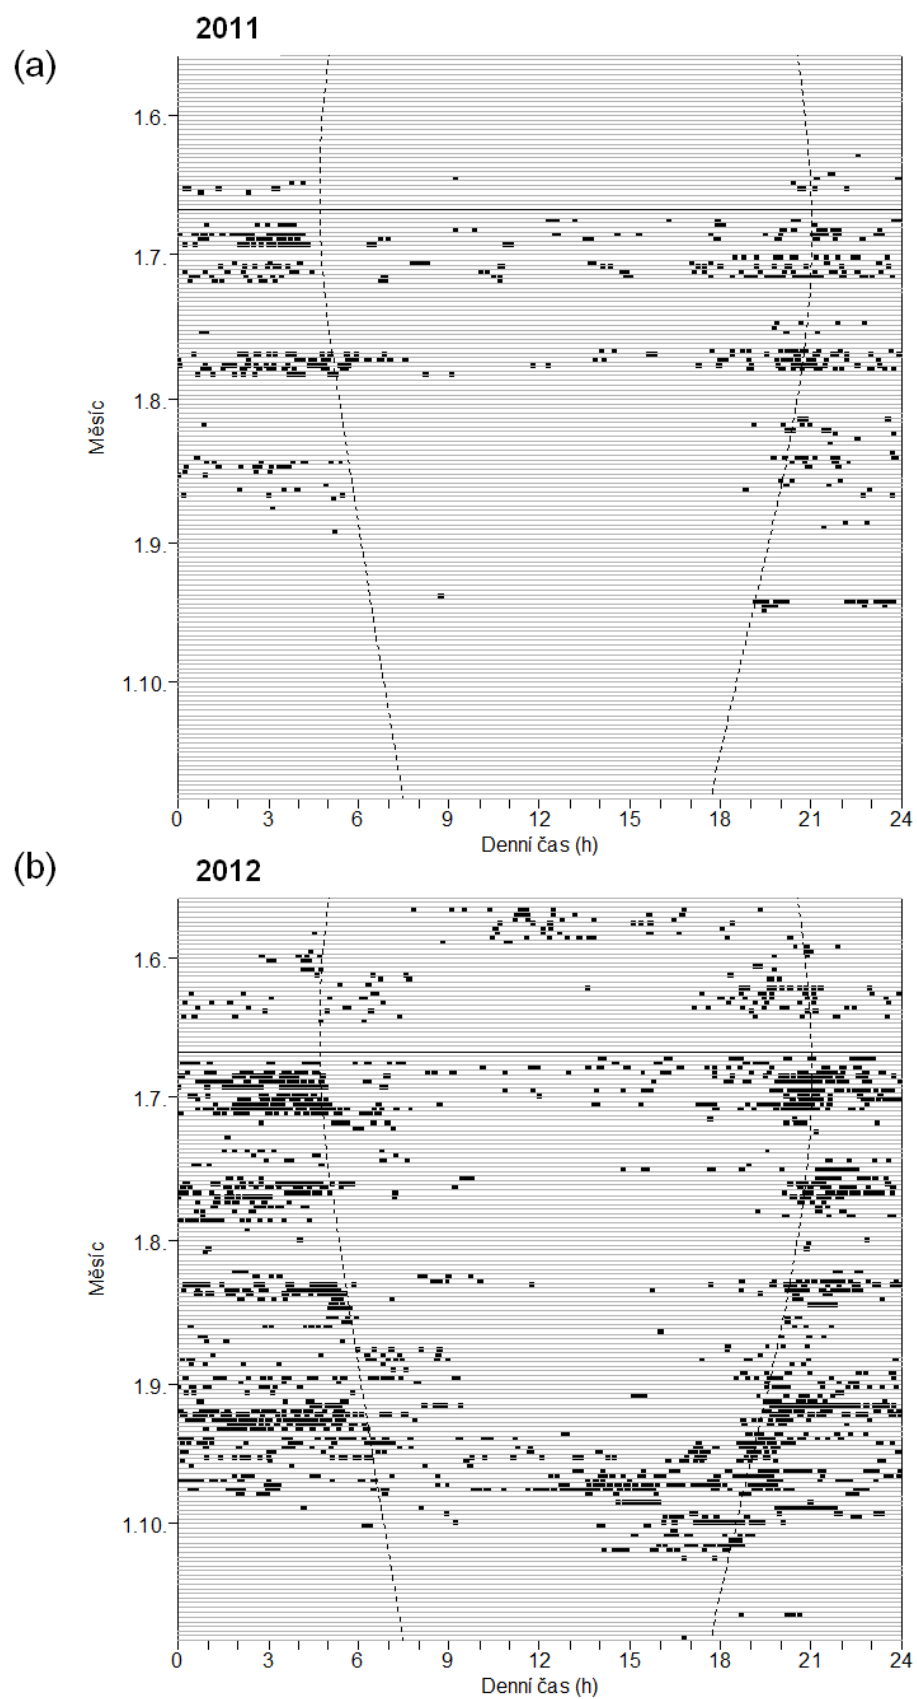 2011
(a)
1.6.
1.7.
1.8.
1.9.
1.10.
Měsíc
0 3 6 9 12 15 18 21 24
Denní čas (h)
(b)
2012
1.6.
1.7.
1.8.
1.9.
1.10.
Měsíc
0 3 6 9 12 15 18 21 24
Denní čas (h)